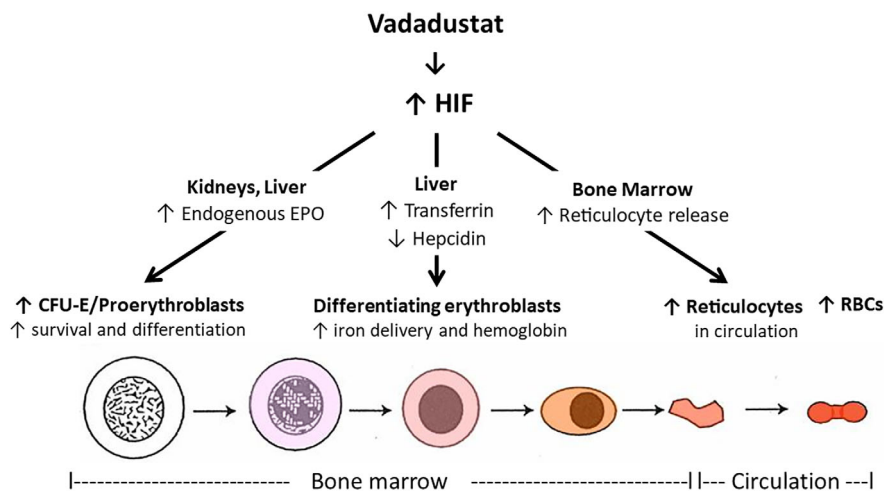 Vadadustat
↓
↑ HIF
Kidneys, Liver
↑ Endogenous EPO
Liver
↑ Transferrin
↓ Hepcidin
Bone Marrow
↑ Reticulocyte release
↑ CFU-E/Proerythroblasts
↑ survival and differentiation
Differentiating erythroblasts
↑ iron delivery and hemoglobin
↑ Reticulocytes
in circulation
↑ RBCs
Bone marrow
Circulation